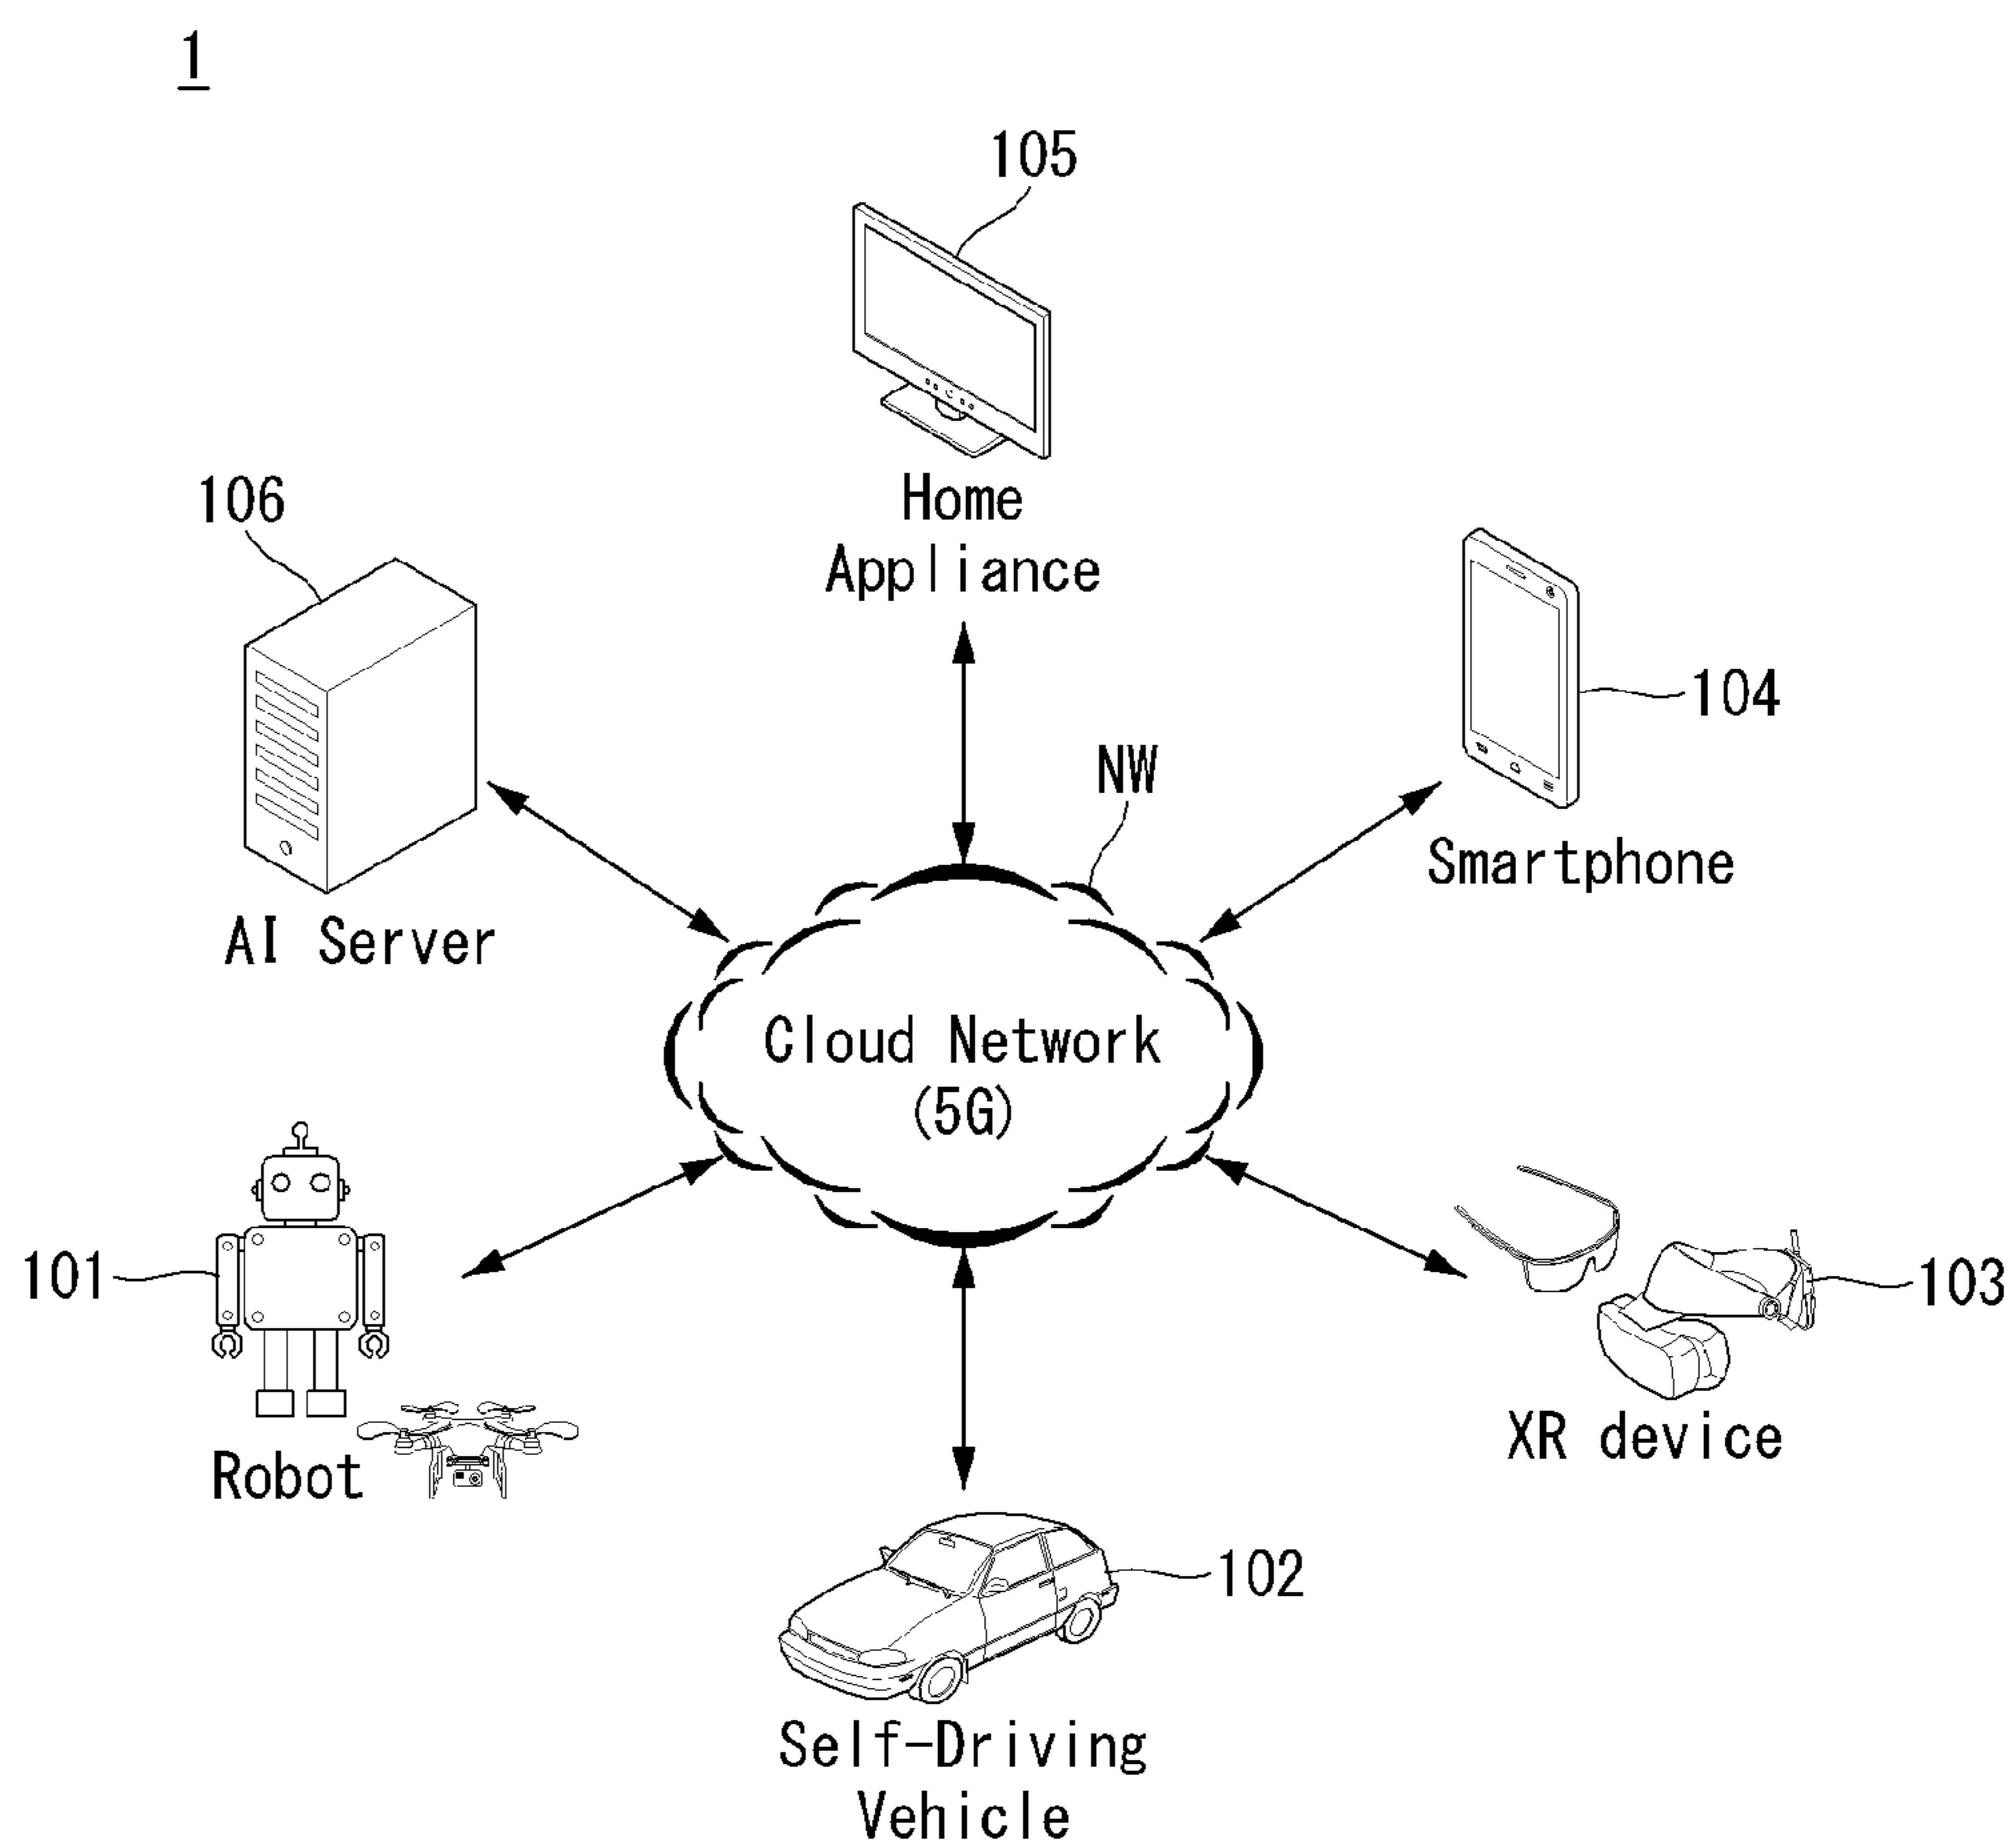 1
105
Home
Appliance
106
AI Server
104
Smartphone
NW
Cloud Network
(5G)
101
Robot
103
XR device
102
Self-Driving
Vehicle